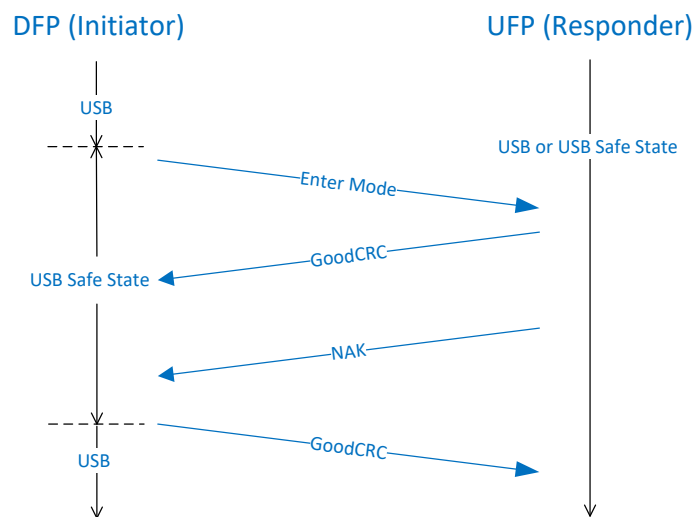 DFP (Initiator)
UFP (Responder)
USB
USB or USB Safe State
Enter Mode
GoodCRC
USB Safe State
NAK
GoodCRC
USB